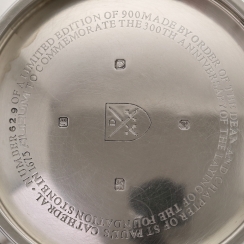 NUMBER 629 OF A LIMITED EDITION OF 900 MADE BY ORDER OF THE DEAN AND CHAPTER OF ST PAUL'S CATHEDRAL
TO COMMEMORATE THE 300TH ANNIVERSARY OF THE LAYING OF THE FOUNDATION STONE IN 1675